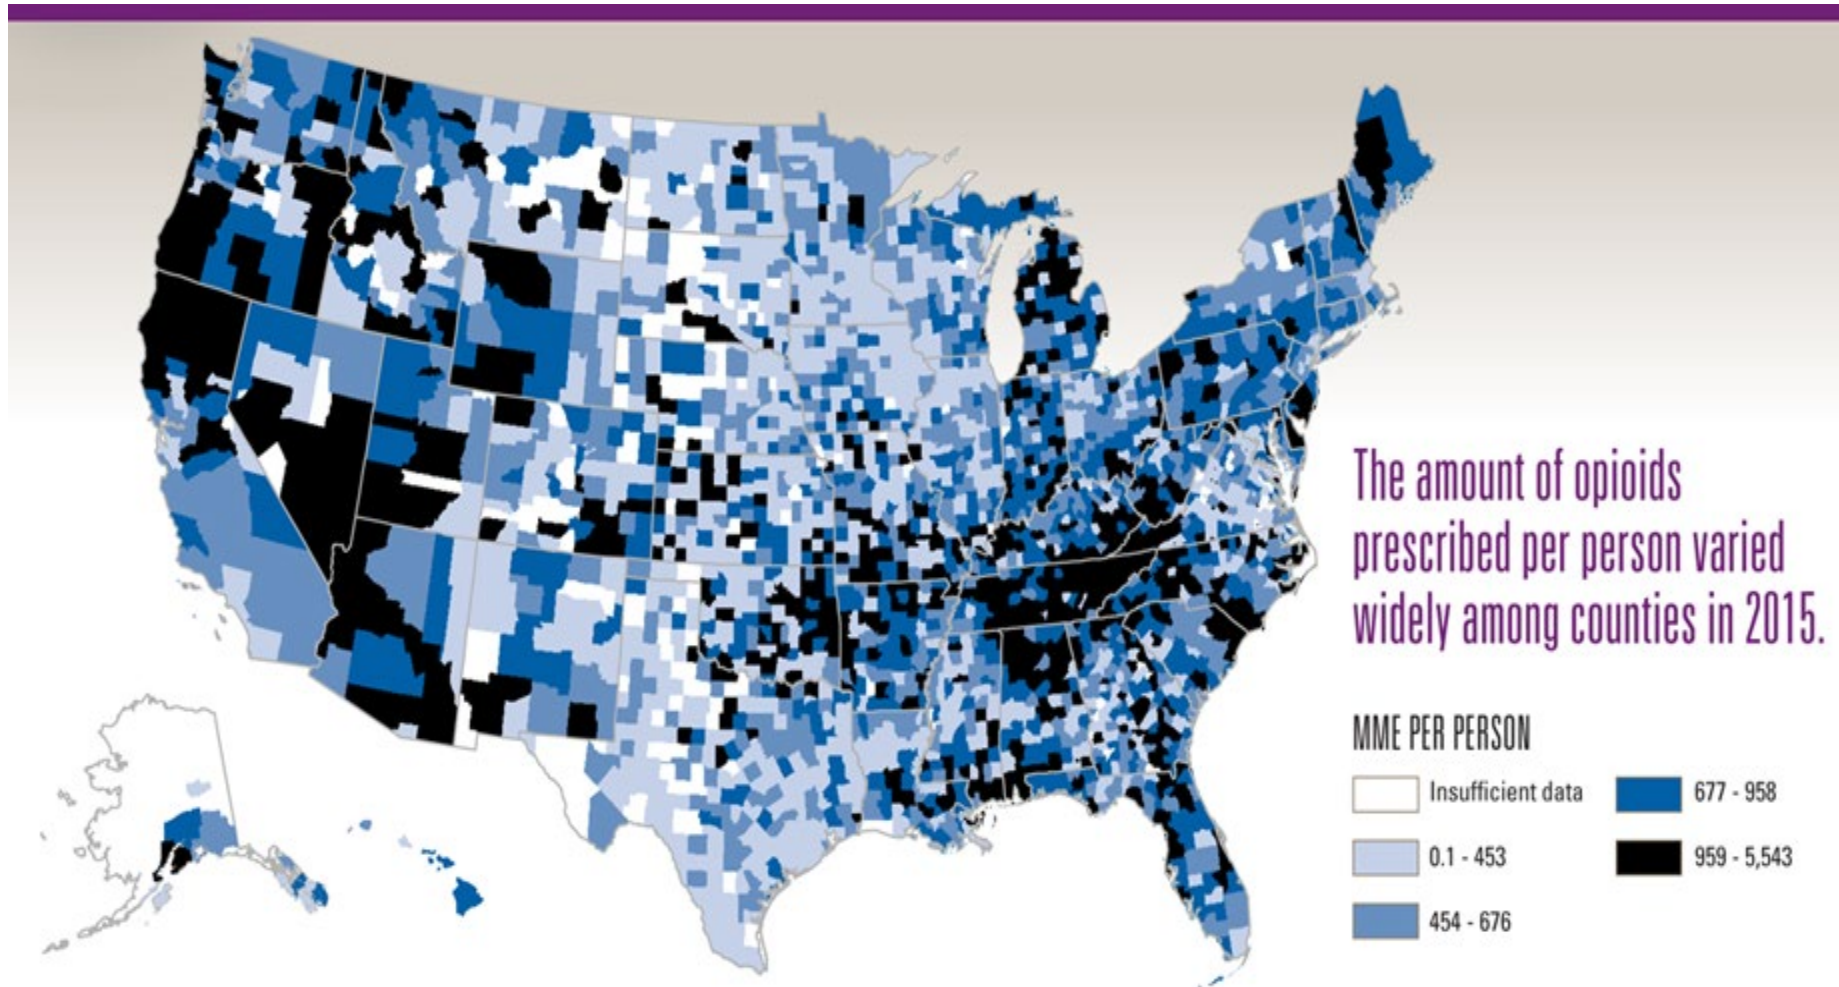 The amount of opioids
prescribed per person varied
widely among counties in 2015.
MME PER PERSON
Insufficient data
0.1 - 453
454 - 676
677 - 958
959 - 5,543